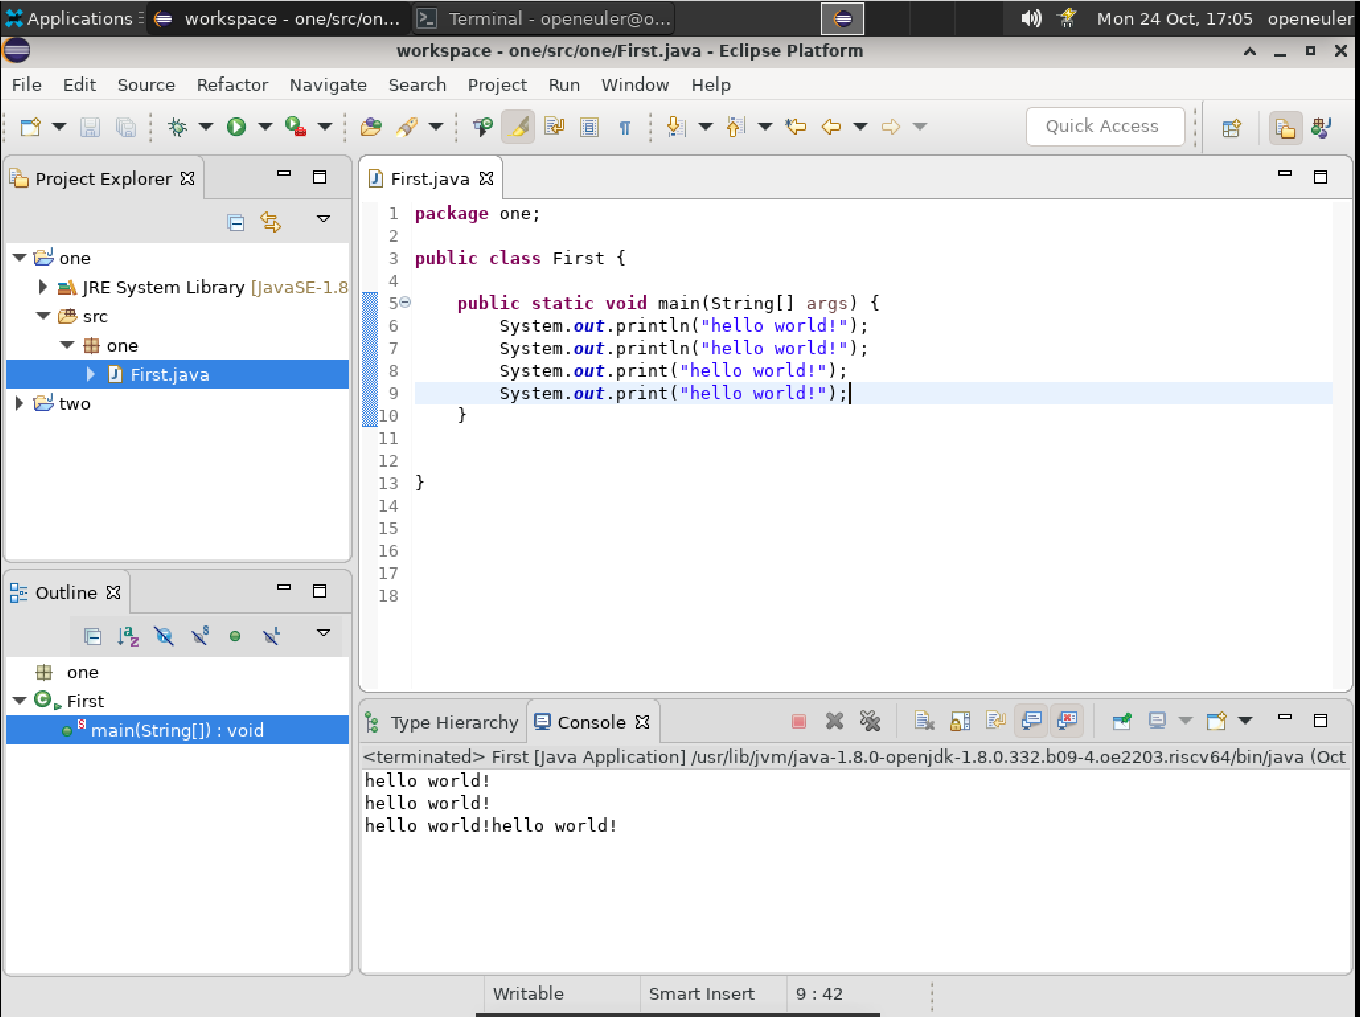 Applications
workspace - one/src/on...
Terminal - openeuler@o...
Mon 24 Oct, 17:05
openeuler
workspace - one/src/one/First.java - Eclipse Platform
File Edit Source Refactor Navigate Search Project Run Window Help
Quick Access
Project Explorer
one
JRE System Library [JavaSE-1.8
src
one
First.java
two
First.java
1 package one;
2
3 public class First {
4
5 public static void main(String[] args) {
6 System.out.println("hello world!");
7 System.out.println("hello world!");
8 System.out.print("hello world!");
9 System.out.print("hello world!");
10 }
11
12
13 }
14
15
16
17
18
Outline
one
First
main(String[]) : void
Type Hierarchy
Console
<terminated> First [Java Application] /usr/lib/jvm/java-1.8.0-openjdk-1.8.0.332.b09-4.oe2203.riscv64/bin/java (Oct
hello world!
hello world!
hello world!hello world!
Writable
Smart Insert
9 : 42